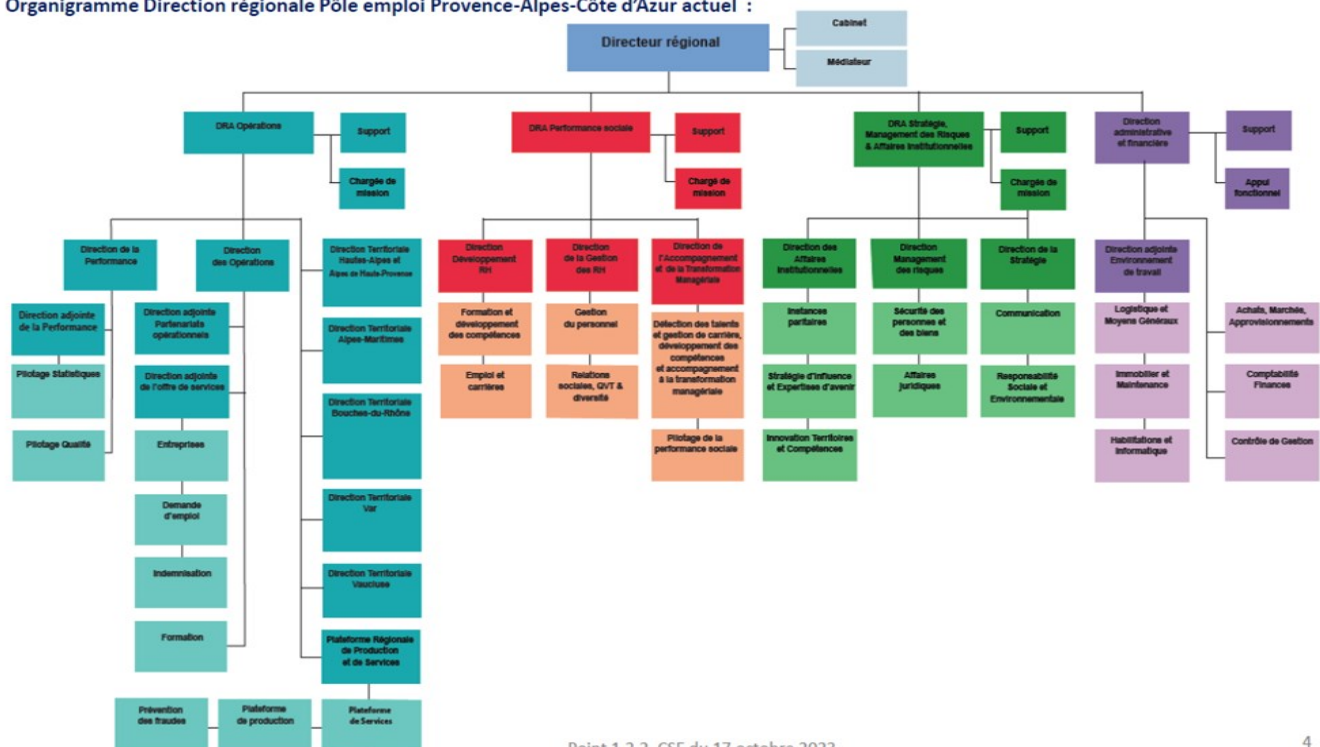 Organigramme Direction régionale Pôle emploi Provence-Alpes-Côte d'Azur actuel :
Directeur régional
Cabinet
Médiateur
DRA Opérations
Support
Chargée de
mission
DRA Performance sociale
Support
Chargé de
mission
DRA Stratégie,
Management des Risques
& Affaires Institutionnelles
Support
Chargée de
mission
Direction
administrative
et financière
Support
Appui
fonctionnel
Direction de la
Performance
Direction
des Opérations
Direction Territoriale
Hautes-Alpes et
Alpes de Haute-Provence
Direction
Développement
RH
Direction
de la Gestion
des RH
Direction de
l'Accompagnement
et de la Transformation
Managériale
Direction des
Affaires
Institutionnelles
Direction
Management
des risques
Direction de la
Stratégie
Direction adjointe
Environnement
de travail
Direction adjointe
de la Performance
Direction adjointe
Partenariats
opérationnels
Direction Territoriale
Alpes-Maritimes
Formation et
développement
des compétences
Gestion
du personnel
Détection des talents
et gestion de carrière,
développement des
compétences
et accompagnement
à la transformation
managériale
Instances
paritaires
Sécurité des
personnes et
des biens
Communication
Logistique et
Moyens Généraux
Achats, Marchés,
Approvisionnements
Pilotage Statistiques
Direction adjointe
de l'offre de services
Direction Territoriale
Bouches-du-Rhône
Emploi et
carrières
Relations
sociales, QVT &
diversité
Stratégie d'Influence
et Expertises d'avenir
Affaires
juridiques
Responsabilité
Sociale et
Environnementale
Immobilier et
Maintenance
Comptabilité
Finances
Pilotage Qualité
Entreprises
Pilotage de la
performance sociale
Innovation Territoires
et Compétences
Habilitations et
Informatique
Contrôle de Gestion
Demande
d'emploi
Direction Territoriale
Var
Indemnisation
Direction Territoriale
Vaucluse
Formation
Plateforme Régionale
de Production
et de Services
Prévention
des fraudes
Plateforme
de production
Plateforme
de Services
Point 1.2.2 CSE du 17 octobre 2023
4